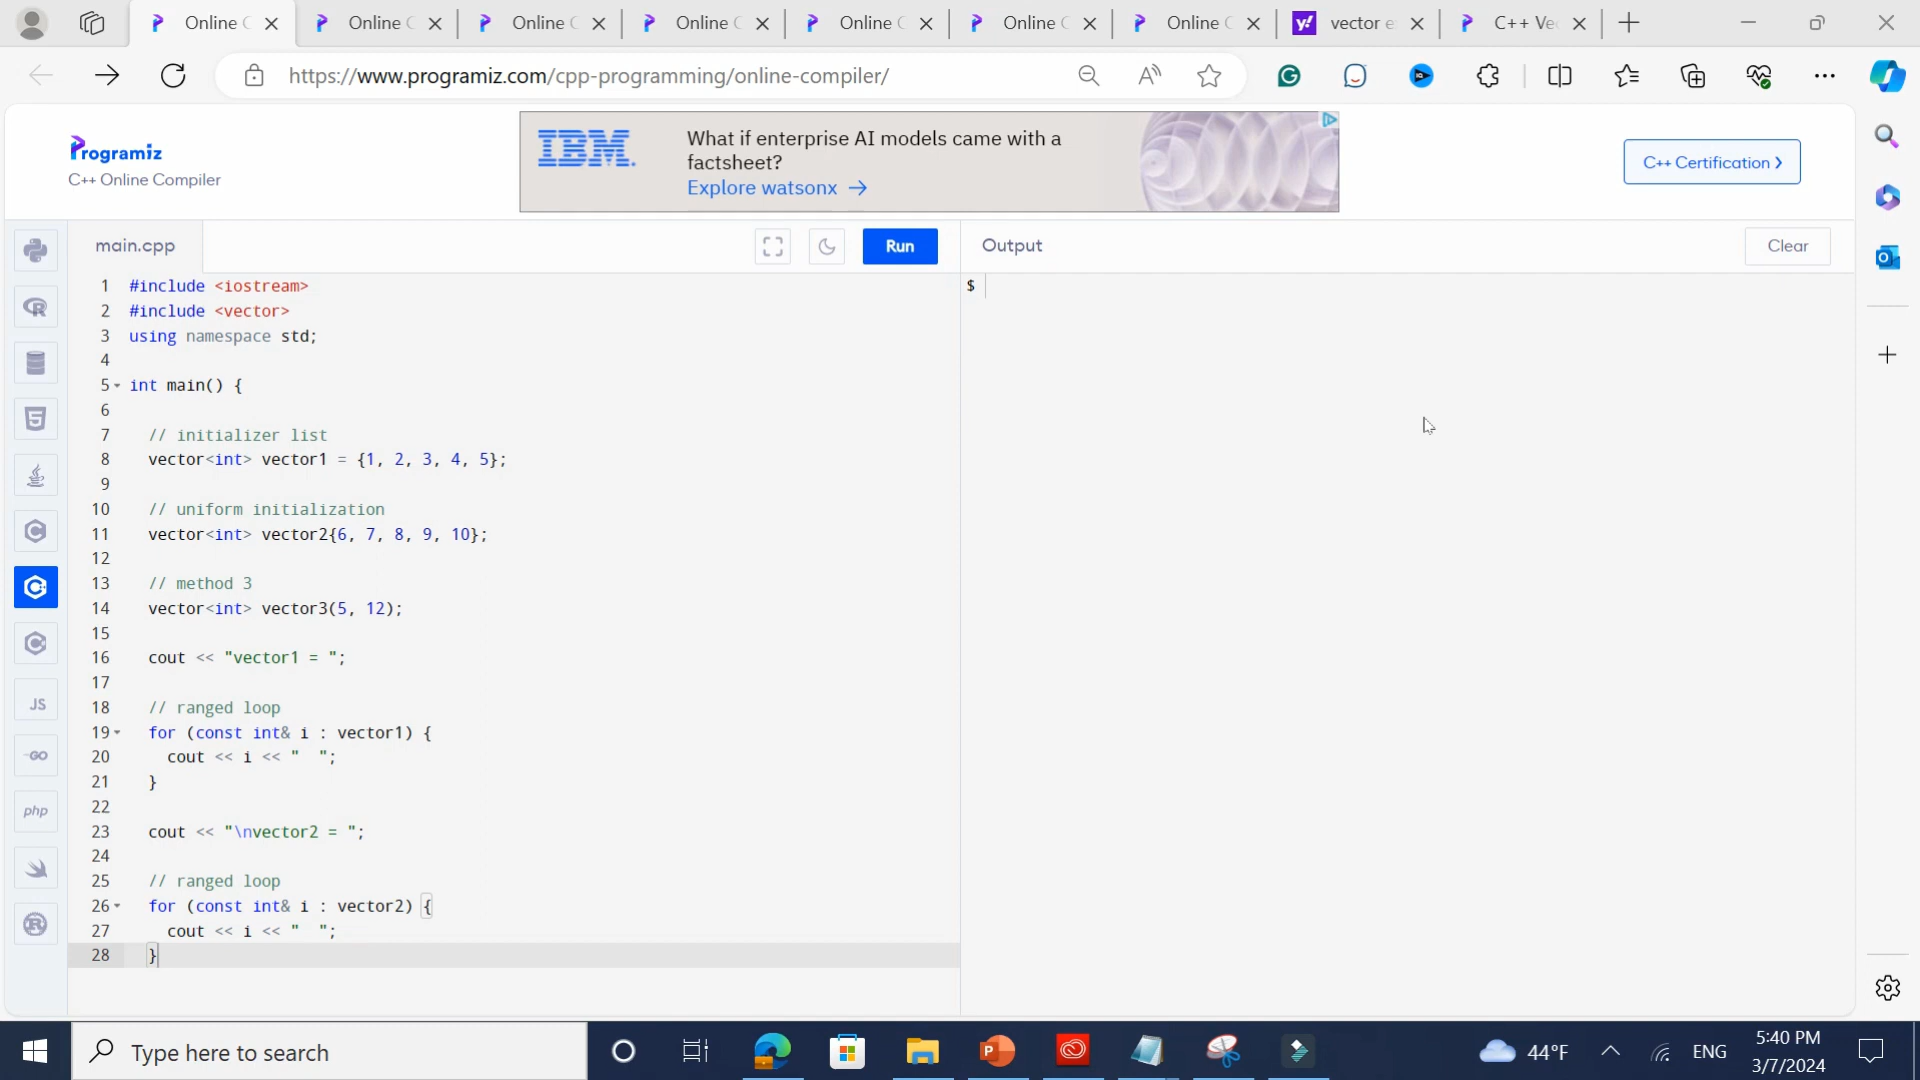 Online C
Online C
Online C
Online C
Online C
Online C
Online C
vector e
C++ Ve
https://www.programiz.com/cpp-programming/online-compiler/
Programiz
C++ Online Compiler
IBM.
What if enterprise AI models came with a
factsheet?
Explore watsonx →
C++ Certification >
main.cpp
Run
Output
Clear
1 #include <iostream>
2 #include <vector>
3 using namespace std;
4
5 int main() {
6
7 // initializer list
8 vector<int> vector1 = {1, 2, 3, 4, 5};
9
10 // uniform initialization
11 vector<int> vector2{6, 7, 8, 9, 10};
12
13 // method 3
14 vector<int> vector3(5, 12);
15
16 cout << "vector1 = ";
17
18 // ranged loop
19 for (const int& i : vector1) {
20 cout << i << "  ";
21 }
22
23 cout << "\nvector2 = ";
24
25 // ranged loop
26 for (const int& i : vector2) {
27 cout << i << "  ";
28 }
$
JS
GO
php
Type here to search
44°F
ENG
5:40 PM
3/7/2024